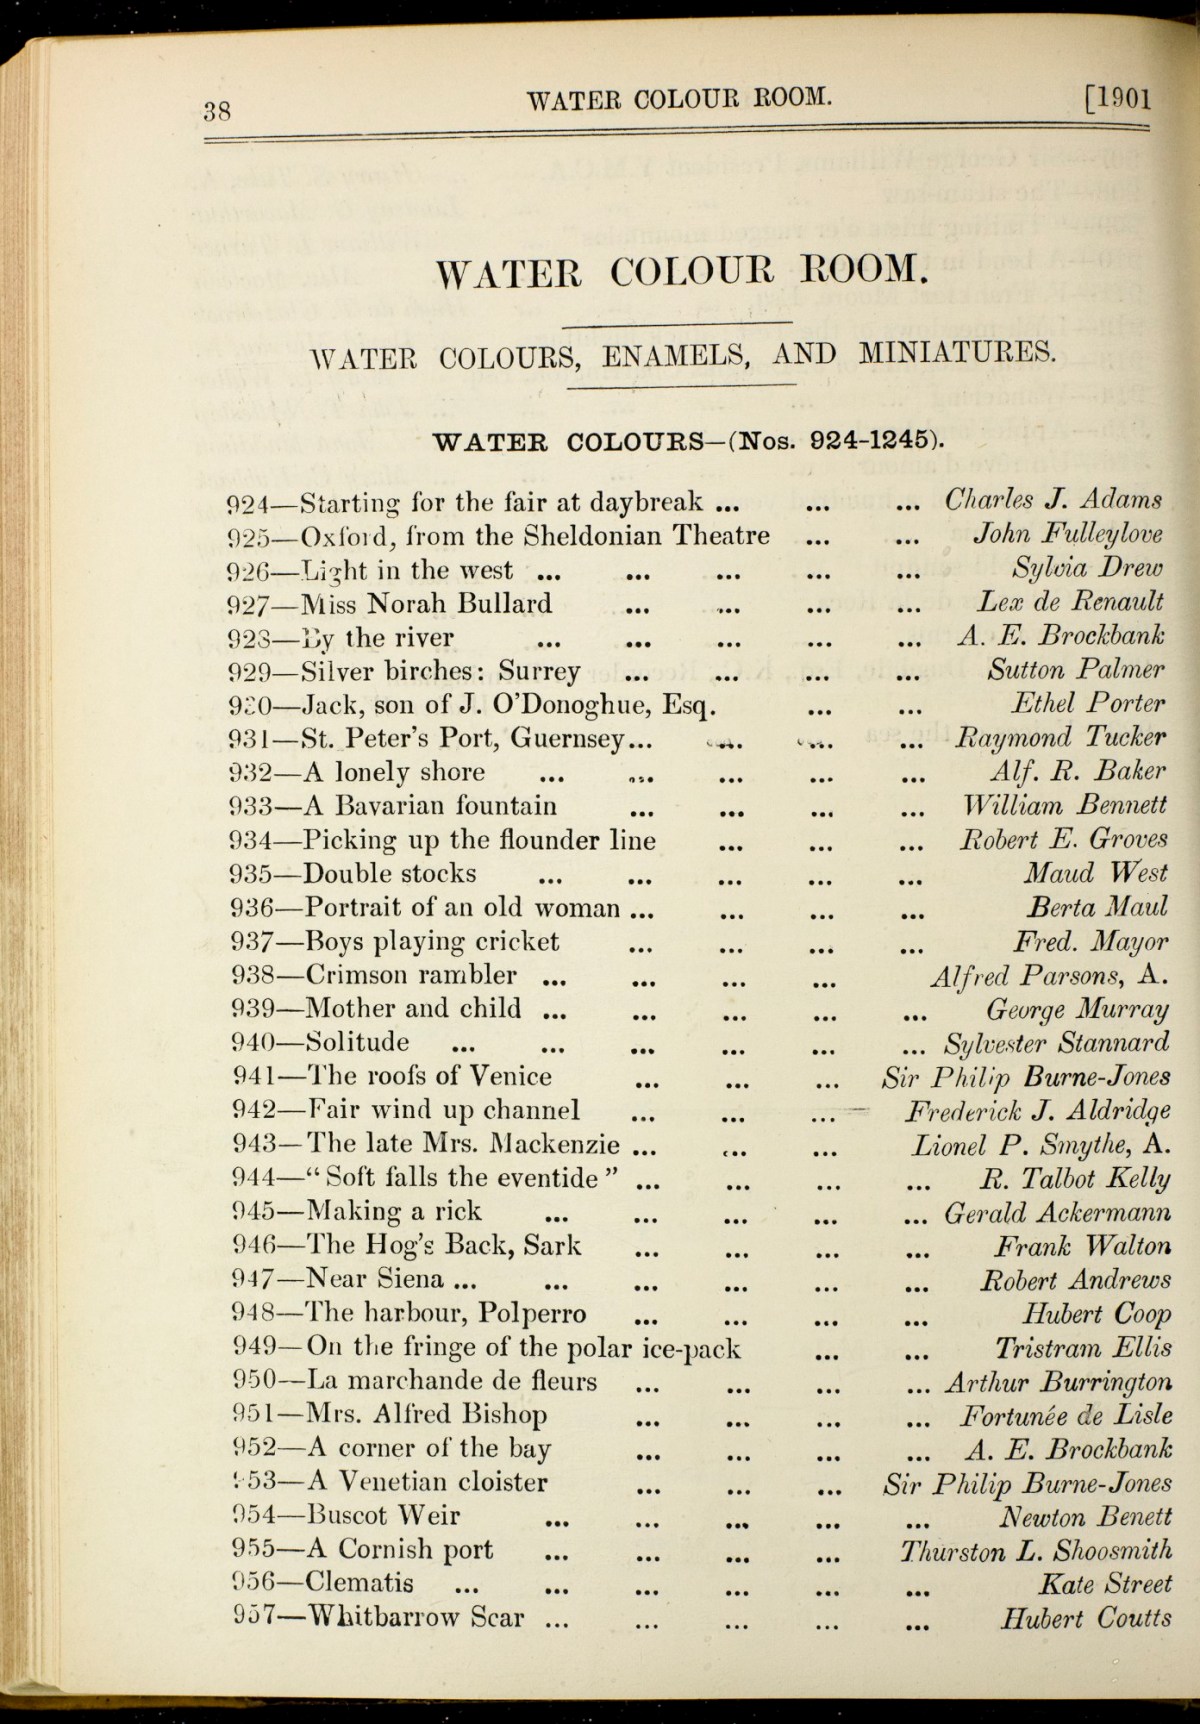 38 WATER COLOUR ROOM. [1901
WATER COLOUR ROOM.
WATER COLOURS, ENAMELS, AND MINIATURES.
WATER COLOURS—(Nos. 924-1245).
924—Starting for the fair at daybreak ... ... ... Charles J. Adams
925—Oxford, from the Sheldonian Theatre ... ... John Fulleylove
926—Light in the west ... ... ... ... ... Sylvia Drew
927—Miss Norah Bullard ... ... ... ... Lex de Renault
928—By the river ... ... ... ... ... A. E. Brockbank
929—Silver birches: Surrey ... ... ... ... Sutton Palmer
930—Jack, son of J. O'Donoghue, Esq. ... ... Ethel Porter
931—St. Peter's Port, Guernsey... ... ... ... Raymond Tucker
932—A lonely shore ... ... ... ... ... Alf. R. Baker
933—A Bavarian fountain ... ... ... ... William Bennett
934—Picking up the flounder line ... ... ... Robert E. Groves
935—Double stocks ... ... ... ... ... Maud West
936—Portrait of an old woman ... ... ... ... Berta Maul
937—Boys playing cricket ... ... ... ... Fred. Mayor
938—Crimson rambler ... ... ... ... Alfred Parsons, A.
939—Mother and child ... ... ... ... ... George Murray
940—Solitude ... ... ... ... ... ... Sylvester Stannard
941—The roofs of Venice ... ... ... Sir Philip Burne-Jones
942—Fair wind up channel ... ... ... Frederick J. Aldridge
943—The late Mrs. Mackenzie ... ... ... Lionel P. Smythe, A.
944—“Soft falls the eventide” ... ... ... ... R. Talbot Kelly
945—Making a rick ... ... ... ... ... Gerald Ackermann
946—The Hog's Back, Sark ... ... ... ... Frank Walton
947—Near Siena ... ... ... ... ... ... Robert Andrews
948—The harbour, Polperro ... ... ... ... Hubert Coop
949—On the fringe of the polar ice-pack ... ... Tristram Ellis
950—La marchande de fleurs ... ... ... ... Arthur Burrington
951—Mrs. Alfred Bishop ... ... ... ... Fortunée de Lisle
952—A corner of the bay ... ... ... ... A. E. Brockbank
953—A Venetian cloister ... ... ... Sir Philip Burne-Jones
954—Buscot Weir ... ... ... ... ... Newton Benett
955—A Cornish port ... ... ... ... Thurston L. Shoosmith
956—Clematis ... ... ... ... ... ... Kate Street
957—Whitbarrow Scar ... ... ... ... ... Hubert Coutts